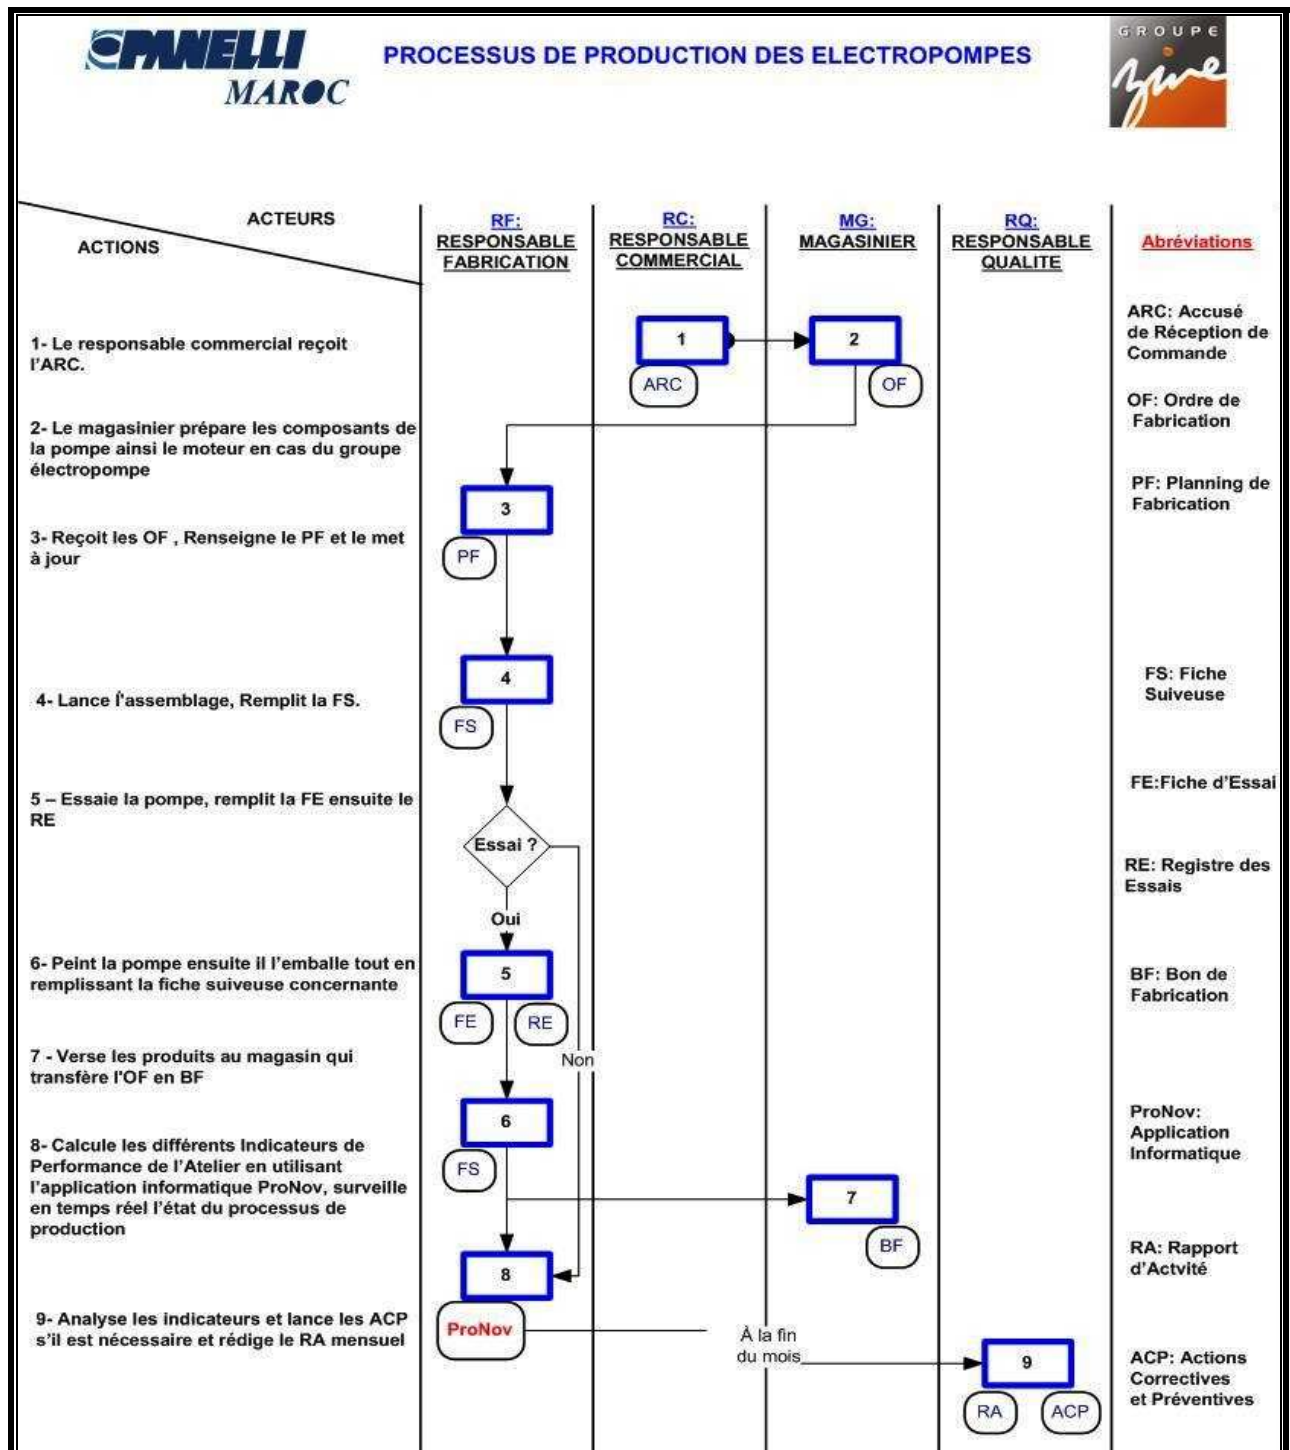 PANELLI
MAROC
PROCESSUS DE PRODUCTION DES ELECTROPOMPES
GROUPE
zine
ACTEURS
ACTIONS
RF:
RESPONSABLE
FABRICATION
RC:
RESPONSABLE
COMMERCIAL
MG:
MAGASINIER
RQ:
RESPONSABLE
QUALITE
Abréviations
1- Le responsable commercial reçoit
l'ARC.
2- Le magasinier prépare les composants de
la pompe ainsi le moteur en cas du groupe
électropompe
3- Reçoit les OF , Renseigne le PF et le met
à jour
4- Lance l'assemblage, Remplit la FS.
5 – Essaie la pompe, remplit la FE ensuite le
RE
6- Peint la pompe ensuite il l'emballe tout en
remplissant la fiche suiveuse concernante
7 - Verse les produits au magasin qui
transfère l'OF en BF
8- Calcule les différents Indicateurs de
Performance de l'Atelier en utilisant
l'application informatique ProNov, surveille
en temps réel l'état du processus de
production
9- Analyse les indicateurs et lance les ACP
s'il est nécessaire et rédige le RA mensuel
1
ARC
2
OF
3
PF
4
FS
Essai ?
Oui
5
FE
RE
Non
6
FS
7
BF
8
ProNov
À la fin
du mois
9
RA
ACP
ARC: Accusé
de Réception de
Commande
OF: Ordre de
Fabrication
PF: Planning de
Fabrication
FS: Fiche
Suiveuse
FE:Fiche d'Essai
RE: Registre des
Essais
BF: Bon de
Fabrication
ProNov:
Application
Informatique
RA: Rapport
d'Actvité
ACP: Actions
Correctives
et Préventives